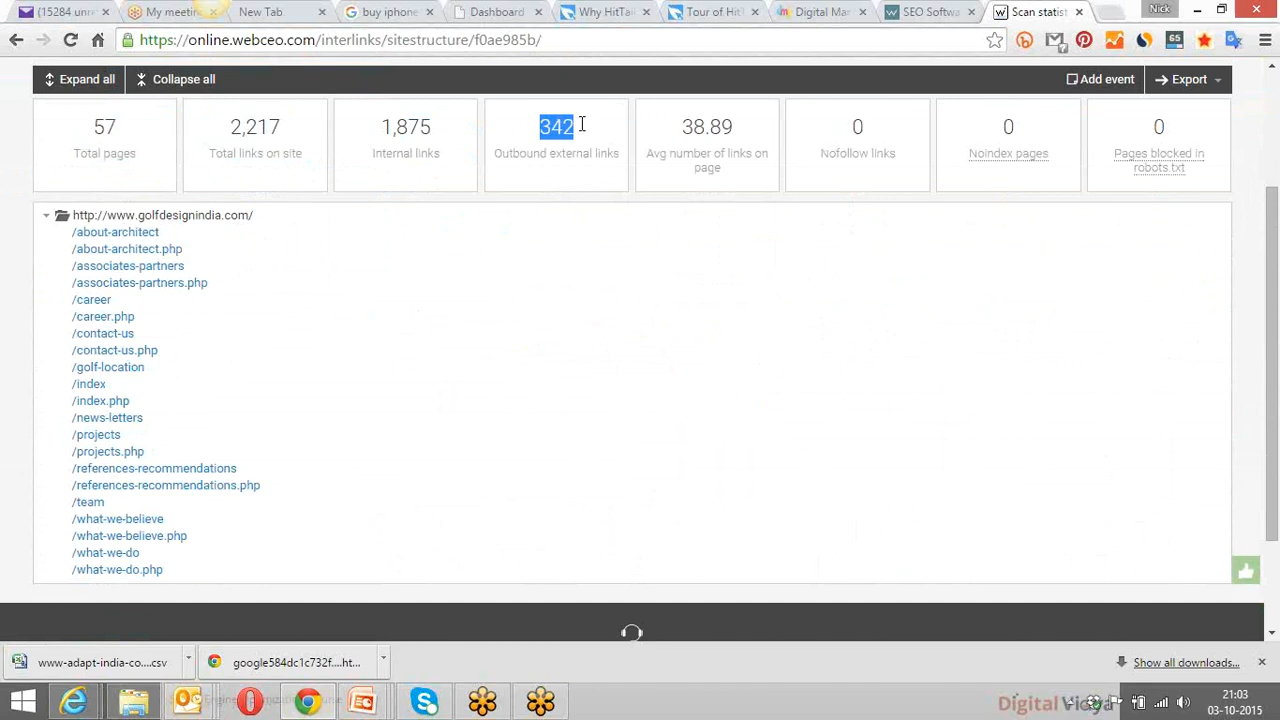 (15284 unre
My meetin
New Tab
buy iphone
Dashboard
Why HitTai
Tour of HitT
Digital Mar
SEO Softwa
Scan statist
Nick
https://online.webceo.com/interlinks/sitestructure/f0ae985b/
65
Expand all
Collapse all
Add event
Export
57
Total pages
2,217
Total links on site
1,875
Internal links
342
Outbound external links
38.89
Avg number of links on
page
0
Nofollow links
0
Noindex pages
0
Pages blocked in
robots.txt
http://www.golfdesignindia.com/
/about-architect
/about-architect.php
/associates-partners
/associates-partners.php
/career
/career.php
/contact-us
/contact-us.php
/golf-location
/index
/index.php
/news-letters
/projects
/projects.php
/references-recommendations
/references-recommendations.php
/team
/what-we-believe
/what-we-believe.php
/what-we-do
/what-we-do.php
www-adapt-india-co....csv
google584dc1c732f....ht...
Show all downloads...
Digital Vidya
21:03
03-10-2015